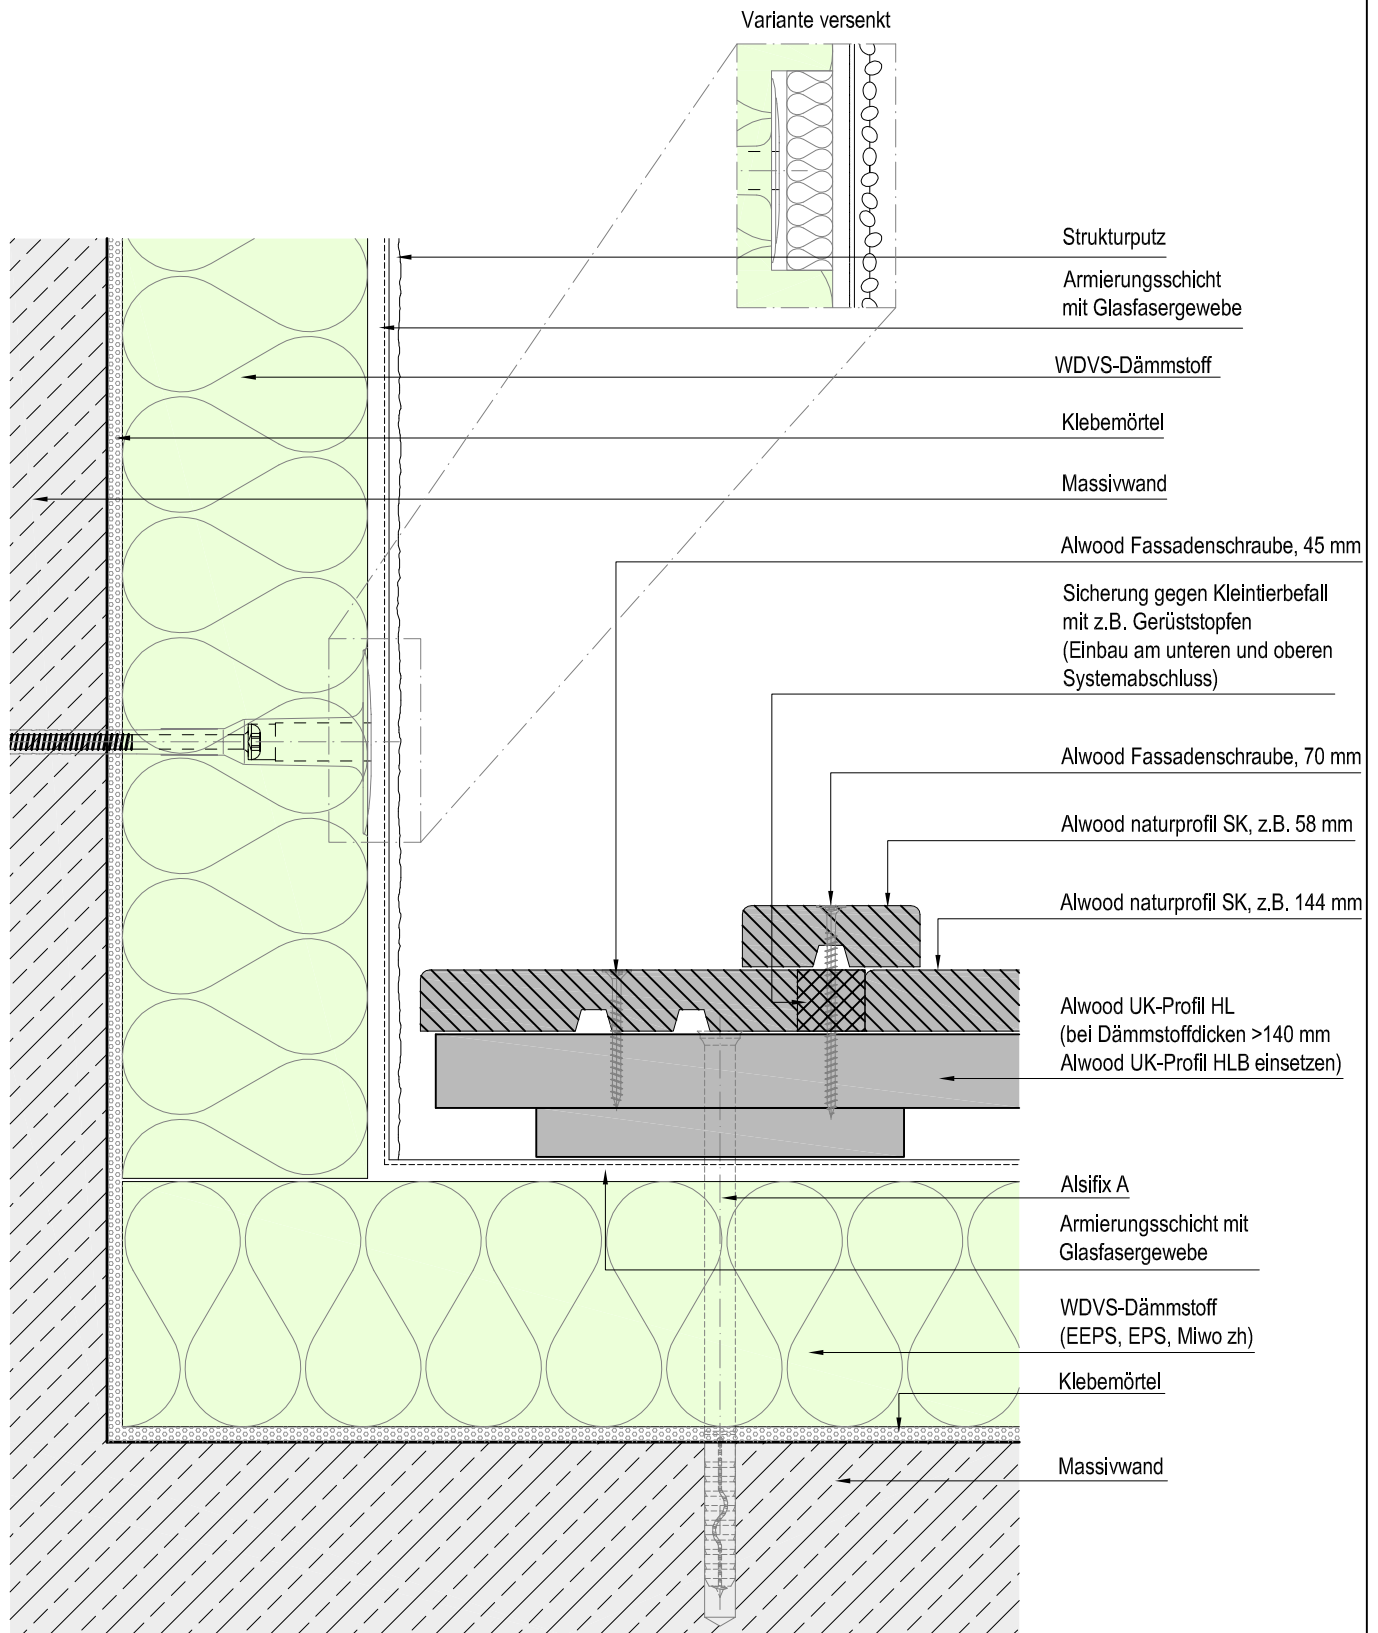 Variante versenkt
Strukturputz
Armierungsschicht
mit Glasfasergewebe
WDVS-Dämmstoff
Klebemörtel
Massivwand
Alwood Fassadenschraube, 45 mm
Sicherung gegen Kleintierbefall
mit z.B. Gerüststopfen
(Einbau am unteren und oberen
Systemabschluss)
Alwood Fassadenschraube, 70 mm
Alwood naturprofil SK, z.B. 58 mm
Alwood naturprofil SK, z.B. 144 mm
Alwood UK-Profil HL
(bei Dämmstoffdicken >140 mm
Alwood UK-Profil HLB einsetzen)
Alsifix A
Armierungsschicht mit
Glasfasergewebe
WDVS-Dämmstoff
(EEPS, EPS, Miwo zh)
Klebemörtel
Massivwand